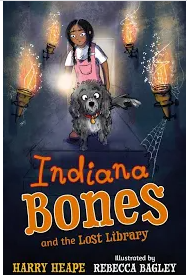 Indiana
BONES
and the LOST LIBRARY
HARRY HEAPE
Illustrated by
REBECCA BAGLEY